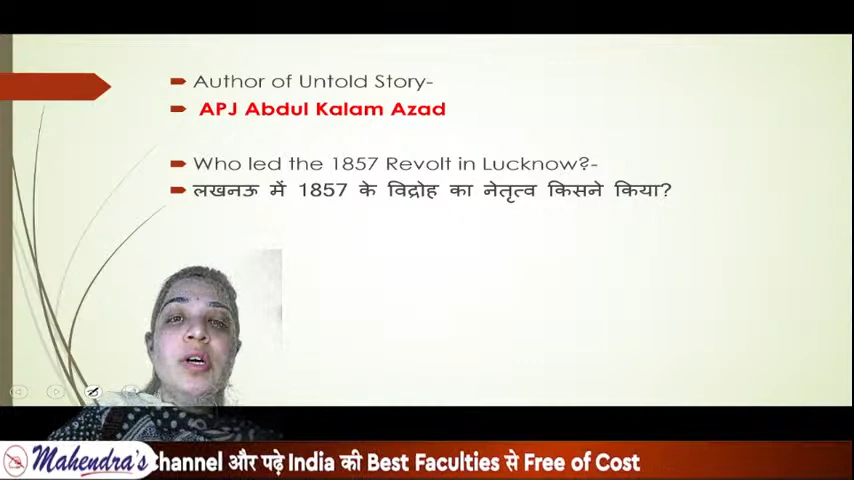 Author of Untold Story-
APJ Abdul Kalam Azad
Who led the 1857 Revolt in Lucknow?-
लखनऊ में 1857 के विद्रोह का नेतृत्व किसने किया?
Mahendra's Channel और पढ़े India की Best Faculties से Free of Cost